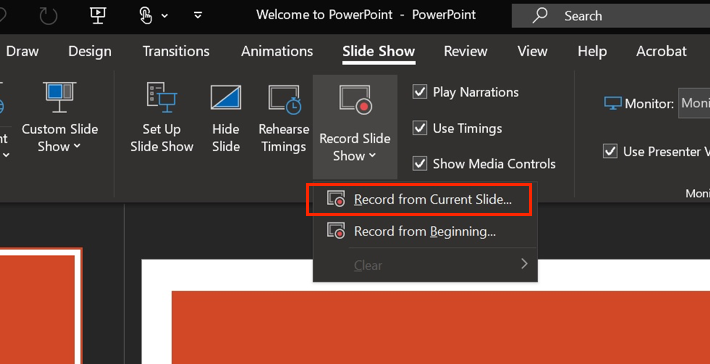 Welcome to PowerPoint - PowerPoint
Search
Draw Design Transitions Animations Slide Show Review View Help Acrobat
Custom Slide
Show
Set Up
Slide Show
Hide
Slide
Rehearse
Timings
Record Slide
Show
Play Narrations
Use Timings
Show Media Controls
Monitor:
Use Presenter V
Record from Current Slide...
Record from Beginning...
Clear